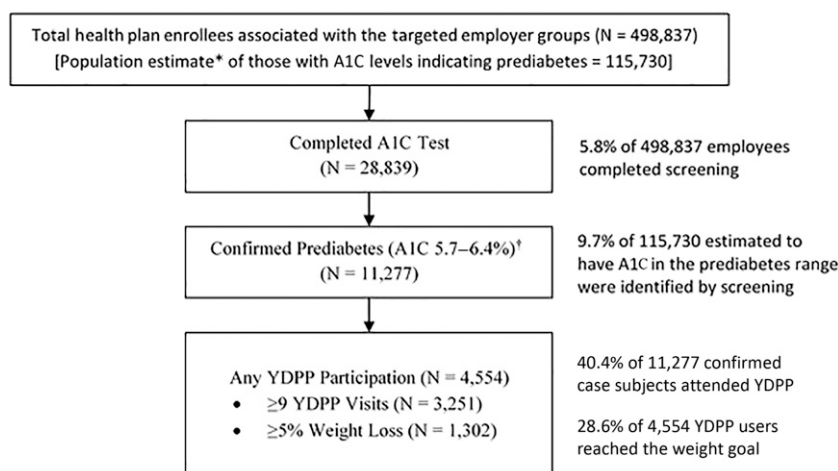 Total health plan enrollees associated with the targeted employer groups (N = 498,837)
[Population estimate* of those with A1C levels indicating prediabetes = 115,730]
Completed A1C Test
(N = 28,839)
5.8% of 498,837 employees
completed screening
Confirmed Prediabetes (A1C 5.7–6.4%)†
(N = 11,277)
9.7% of 115,730 estimated to
have A1C in the prediabetes range
were identified by screening
Any YDPP Participation (N = 4,554)
• ≥9 YDPP Visits (N = 3,251)
• ≥5% Weight Loss (N = 1,302)
40.4% of 11,277 confirmed
case subjects attended YDPP
28.6% of 4,554 YDPP users
reached the weight goal